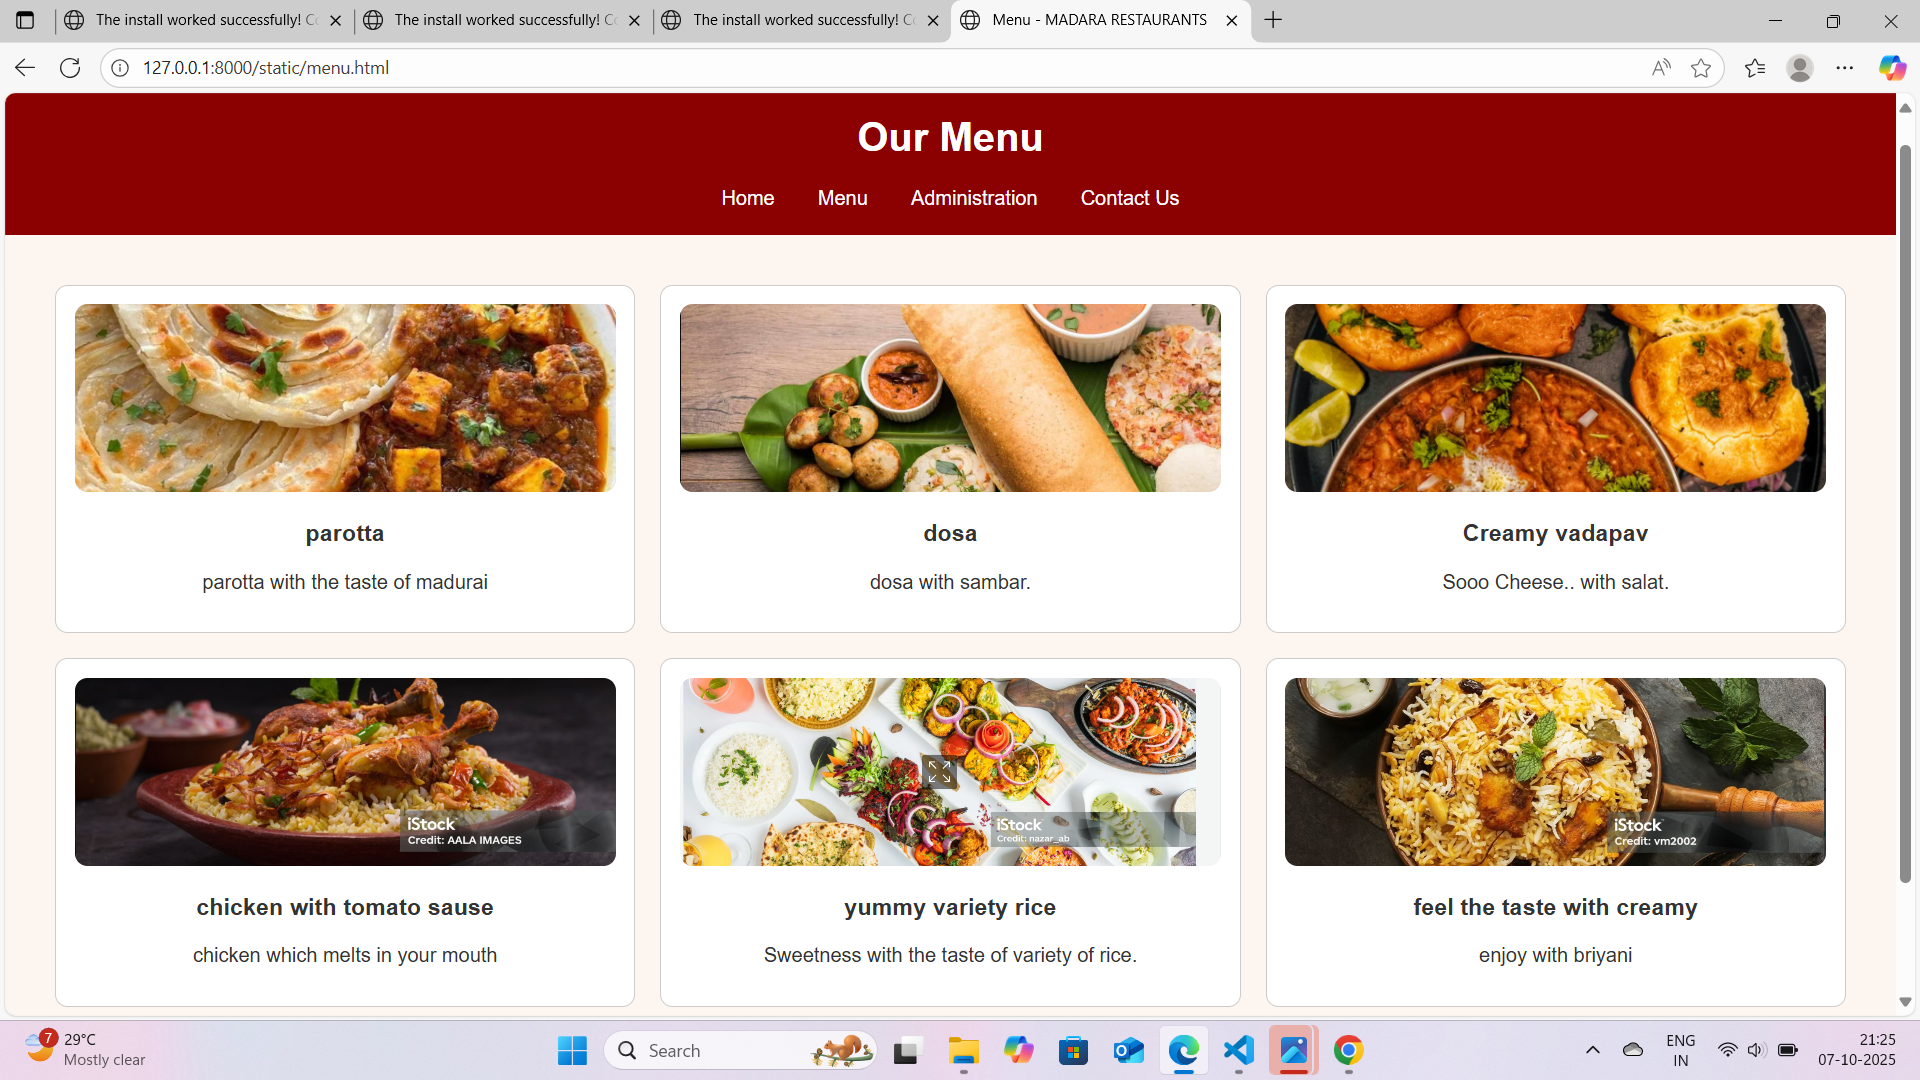 The install worked successfully! Co
The install worked successfully! Co
The install worked successfully! Co
Menu - MADARA RESTAURANTS
127.0.0.1:8000/static/menu.html
Our Menu
Home Menu Administration Contact Us
parotta
parotta with the taste of madurai
dosa
dosa with sambar.
Creamy vadapav
Sooo Cheese.. with salat.
iStock
Credit: AALA IMAGES
chicken with tomato sause
chicken which melts in your mouth
iStock
Credit: nazar_ab
yummy variety rice
Sweetness with the taste of variety of rice.
iStock
Credit: vm2002
feel the taste with creamy
enjoy with briyani
7
29°C
Mostly clear
Search
ENG
IN
21:25
07-10-2025